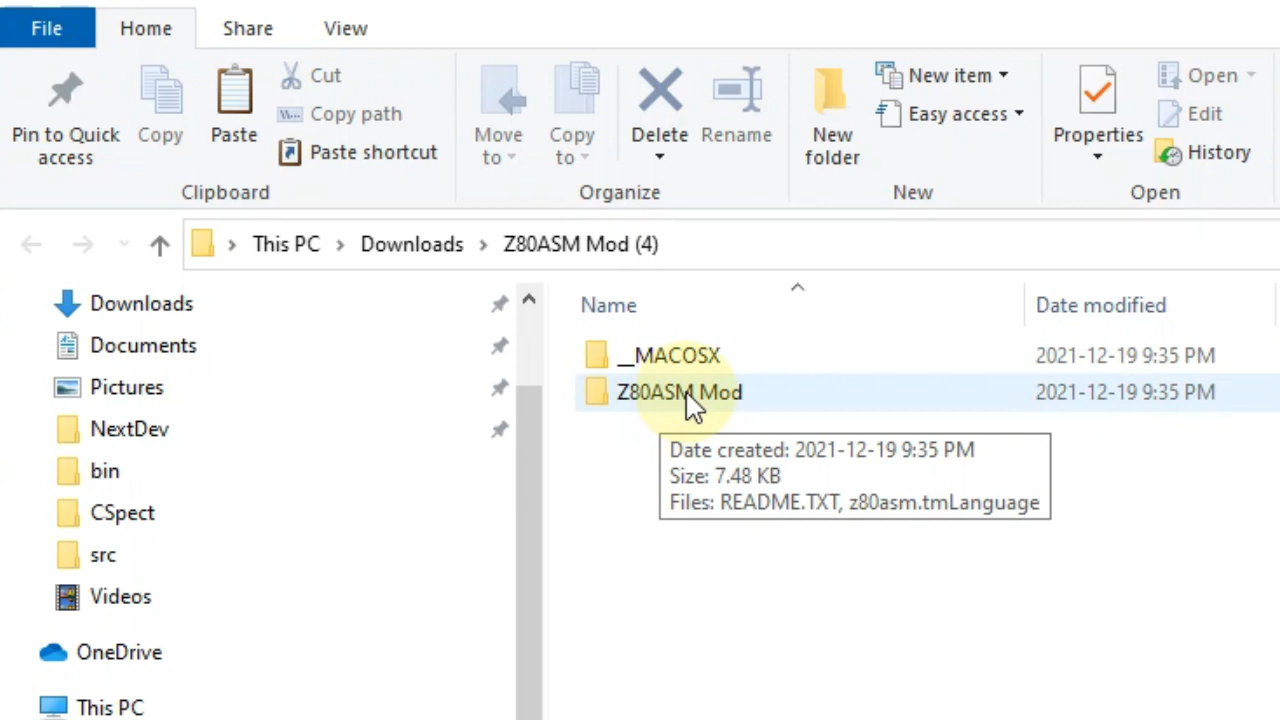 File Home Share View
Pin to Quick access
Copy
Paste
Cut
Copy path
Paste shortcut
Clipboard
Move to
Copy to
Delete
Rename
Organize
New folder
New item
Easy access
New
Properties
Open
Edit
History
Open
This PC > Downloads > Z80ASM Mod (4)
Downloads
Documents
Pictures
NextDev
bin
CSpect
src
Videos
OneDrive
This PC
Name Date modified
__MACOSX 2021-12-19 9:35 PM
Z80ASM Mod 2021-12-19 9:35 PM
Date created: 2021-12-19 9:35 PM
Size: 7.48 KB
Files: README.TXT, z80asm.tmLanguage